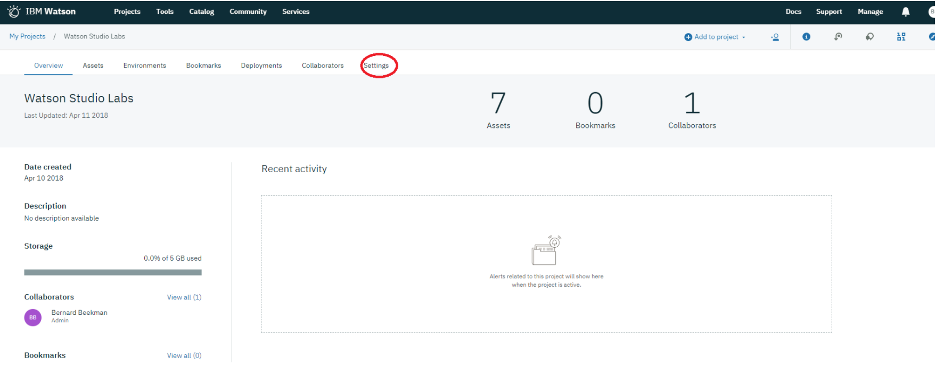 IBM Watson Projects Tools Catalog Community Services Docs Support Manage
My Projects / Watson Studio Labs Add to project
Overview Assets Environments Bookmarks Deployments Collaborators Settings
Watson Studio Labs
Last Updated: Apr 11 2018
7 0 1
Assets Bookmarks Collaborators
Date created
Apr 10 2018
Recent activity
Description
No description available
Storage
0.0% of 5 GB used
Alerts related to this project will show here
when the project is active.
Collaborators View all (1)
BB Bernard Beekman
Admin
Bookmarks View all (0)